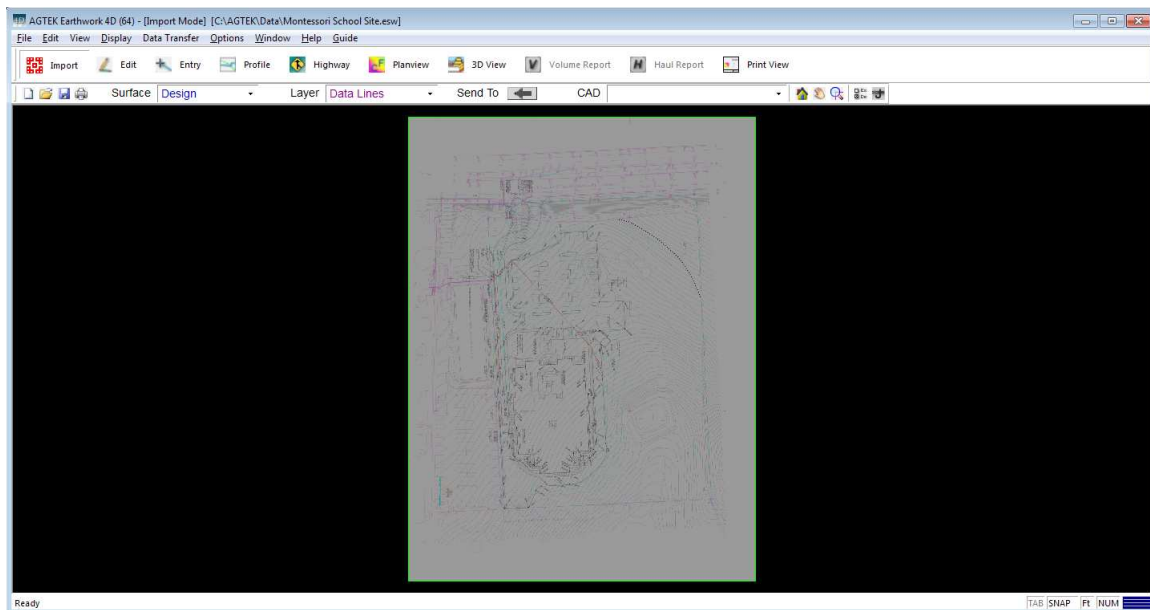 AGTEK Earthwork 4D (64) - [Import Mode] [C:\AGTEK\Data\Montessori School Site.esw]
File Edit View Display Data Transfer Options Window Help Guide
Import Edit Entry Profile Highway Planview 3D View Volume Report Haul Report Print View
Surface Design Layer Data Lines Send To CAD
Ready TAB SNAP Ft NUM